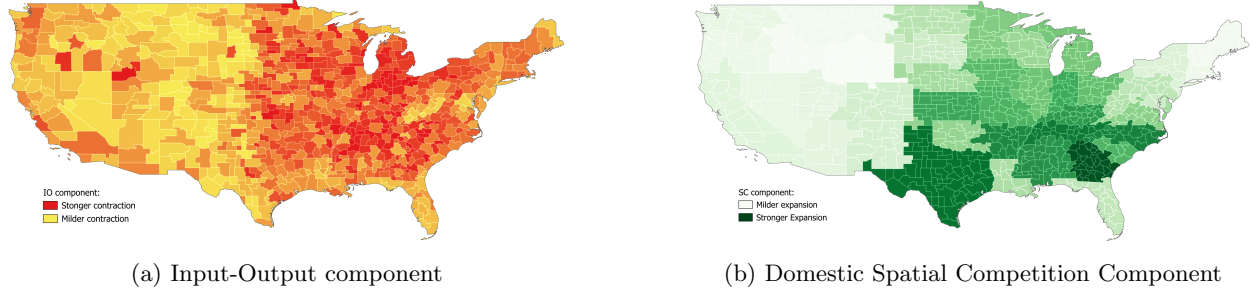 IO component:
Stonger contraction
Milder contraction
(a) Input-Output component
SC component:
Milder expansion
Stronger Expansion
(b) Domestic Spatial Competition Component